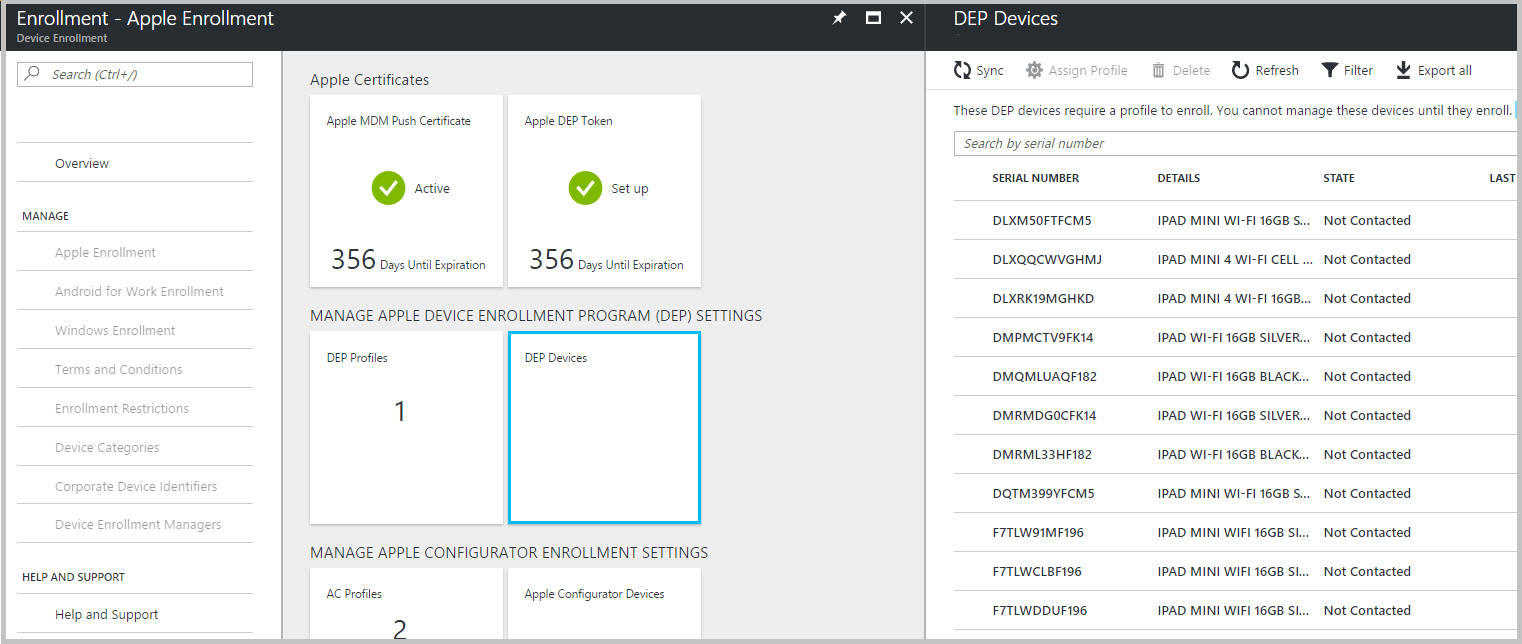 Enrollment - Apple Enrollment
Device Enrollment
Search (Ctrl+/)
Overview
MANAGE
Apple Enrollment
Android for Work Enrollment
Windows Enrollment
Terms and Conditions
Enrollment Restrictions
Device Categories
Corporate Device Identifiers
Device Enrollment Managers
HELP AND SUPPORT
Help and Support
Apple Certificates
Apple MDM Push Certificate
Active
356 Days Until Expiration
Apple DEP Token
Set up
356 Days Until Expiration
MANAGE APPLE DEVICE ENROLLMENT PROGRAM (DEP) SETTINGS
DEP Profiles
1
DEP Devices
MANAGE APPLE CONFIGURATOR ENROLLMENT SETTINGS
AC Profiles
2
Apple Configurator Devices
DEP Devices
Sync Assign Profile Delete Refresh Filter Export all
These DEP devices require a profile to enroll. You cannot manage these devices until they enroll.
Search by serial number
SERIAL NUMBER DETAILS STATE LAST
DLXM50FTFCM5 IPAD MINI WI-FI 16GB S... Not Contacted
DLXQQCWVGHMJ IPAD MINI 4 WI-FI CELL ... Not Contacted
DLXRK19MGHKD IPAD MINI 4 WI-FI 16GB... Not Contacted
DMPMCTV9FK14 IPAD WI-FI 16GB SILVER... Not Contacted
DMQMLUAQF182 IPAD WI-FI 16GB BLACK... Not Contacted
DMRMDG0CFK14 IPAD WI-FI 16GB SILVER... Not Contacted
DMRML33HF182 IPAD WI-FI 16GB BLACK... Not Contacted
DQTM399YFCM5 IPAD MINI WI-FI 16GB S... Not Contacted
F7TLW91MF196 IPAD MINI WIFI 16GB SI... Not Contacted
F7TLWCLBF196 IPAD MINI WIFI 16GB SI... Not Contacted
F7TLWDDUF196 IPAD MINI WIFI 16GB SI... Not Contacted